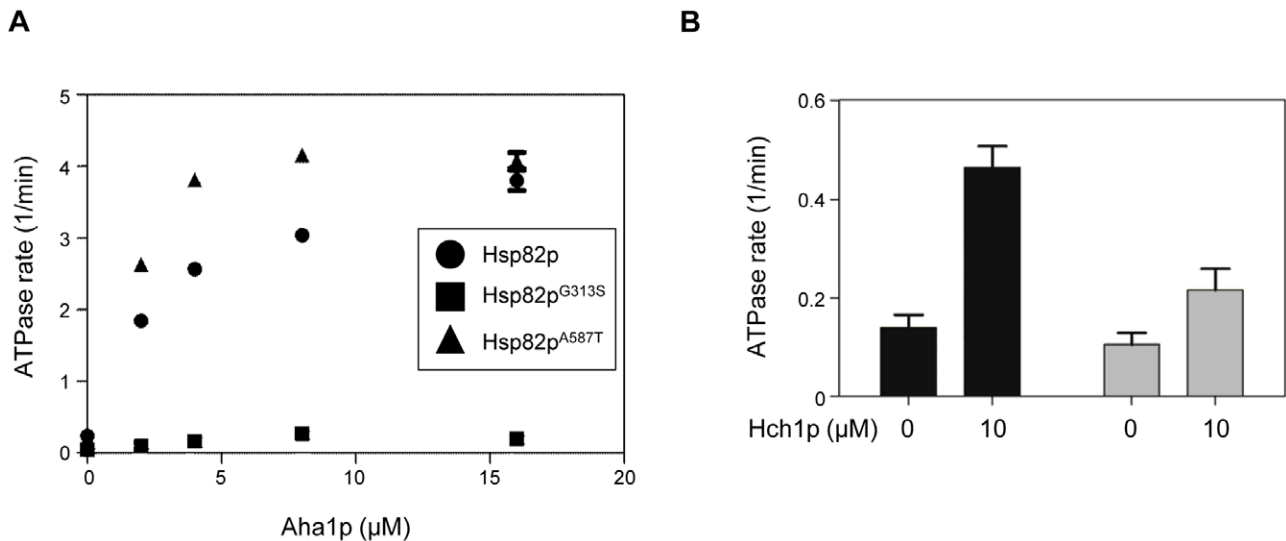 A
B
ATPase rate (1/min)
5
4
3
2
1
0
0
5
10
15
20
Aha1p (µM)
Hsp82p
Hsp82pG313S
Hsp82pA587T
ATPase rate (1/min)
0.6
0.4
0.2
0
Hch1p (µM) 0 10 0 10